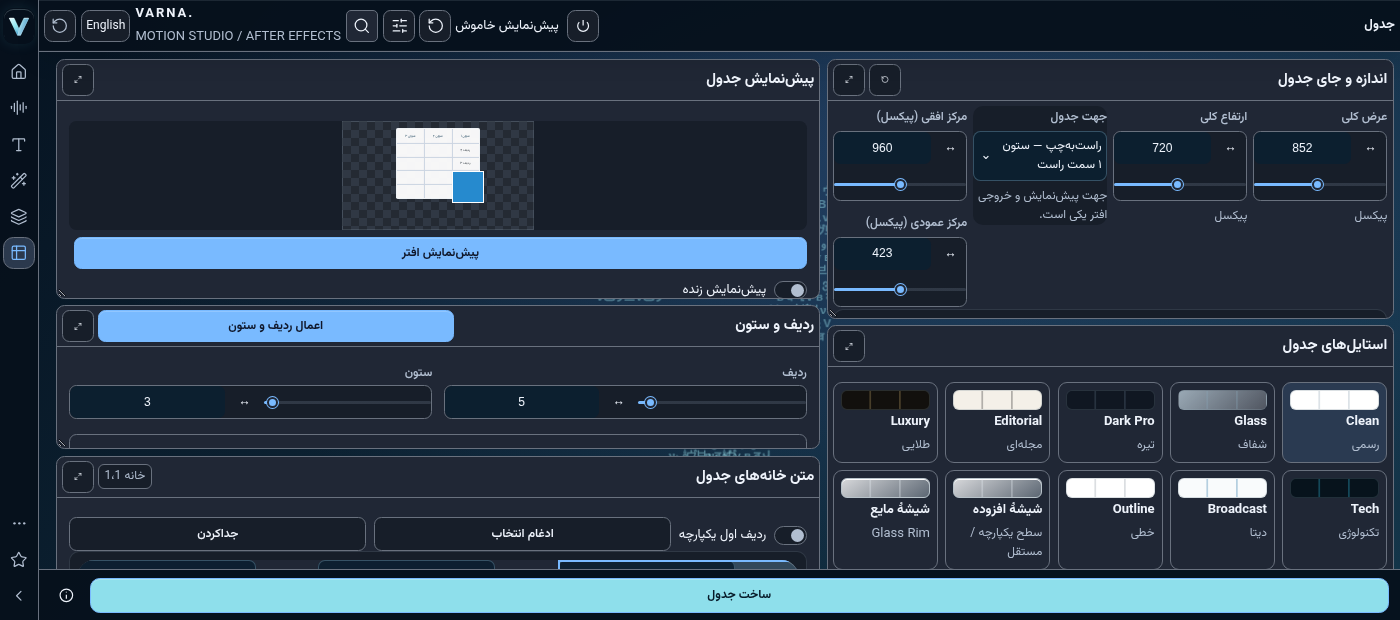 جدول
پیش‌نمایش خاموش
English
VARNA.
MOTION STUDIO / AFTER EFFECTS
اندازه و جای جدول
عرض کلی
852
پیکسل
ارتفاع کلی
720
پیکسل
جهت جدول
راست‌به‌چپ — ستون
۱ سمت راست
جهت پیش‌نمایش و خروجی
افتر یکی است.
مرکز افقی (پیکسل)
960
مرکز عمودی (پیکسل)
423
استایل‌های جدول
Clean
رسمی
Glass
شفاف
Dark Pro
تیره
Editorial
مجله‌ای
Luxury
طلایی
Tech
تکنولوژی
Broadcast
دیتا
Outline
خطی
شیشهٔ افزوده
سطح یکپارچه /
مستقل
شیشهٔ مایع
Glass Rim
پیش‌نمایش جدول
پیش‌نمایش افتر
پیش‌نمایش زنده
ردیف و ستون
اعمال ردیف و ستون
ردیف
5
ستون
3
متن خانه‌های جدول
خانه 1،1
ردیف اول یکپارچه
ادغام انتخاب
جداکردن
ساخت جدول